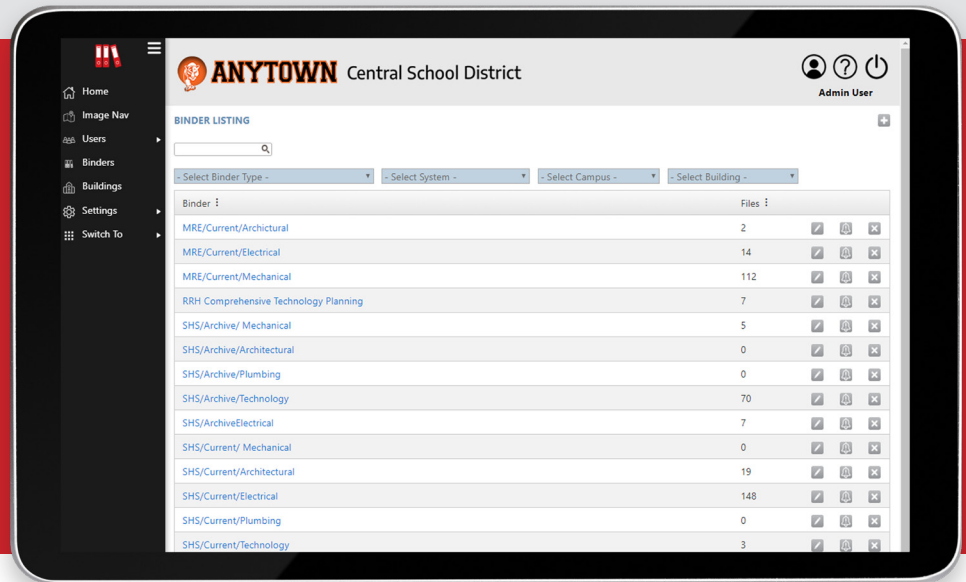 ANYTOWN Central School District
Admin User
Home
Image Nav
Users
Binders
Buildings
Settings
Switch To
BINDER LISTING
- Select Binder Type - - Select System - - Select Campus - - Select Building -
Binder Files
MRE/Current/Archictural 2
MRE/Current/Electrical 14
MRE/Current/Mechanical 112
RRH Comprehensive Technology Planning 7
SHS/Archive/ Mechanical 5
SHS/Archive/Architectural 0
SHS/Archive/Plumbing 0
SHS/Archive/Technology 70
SHS/ArchiveElectrical 7
SHS/Current/ Mechanical 0
SHS/Current/Architectural 19
SHS/Current/Electrical 148
SHS/Current/Plumbing 0
SHS/Current/Technology 3